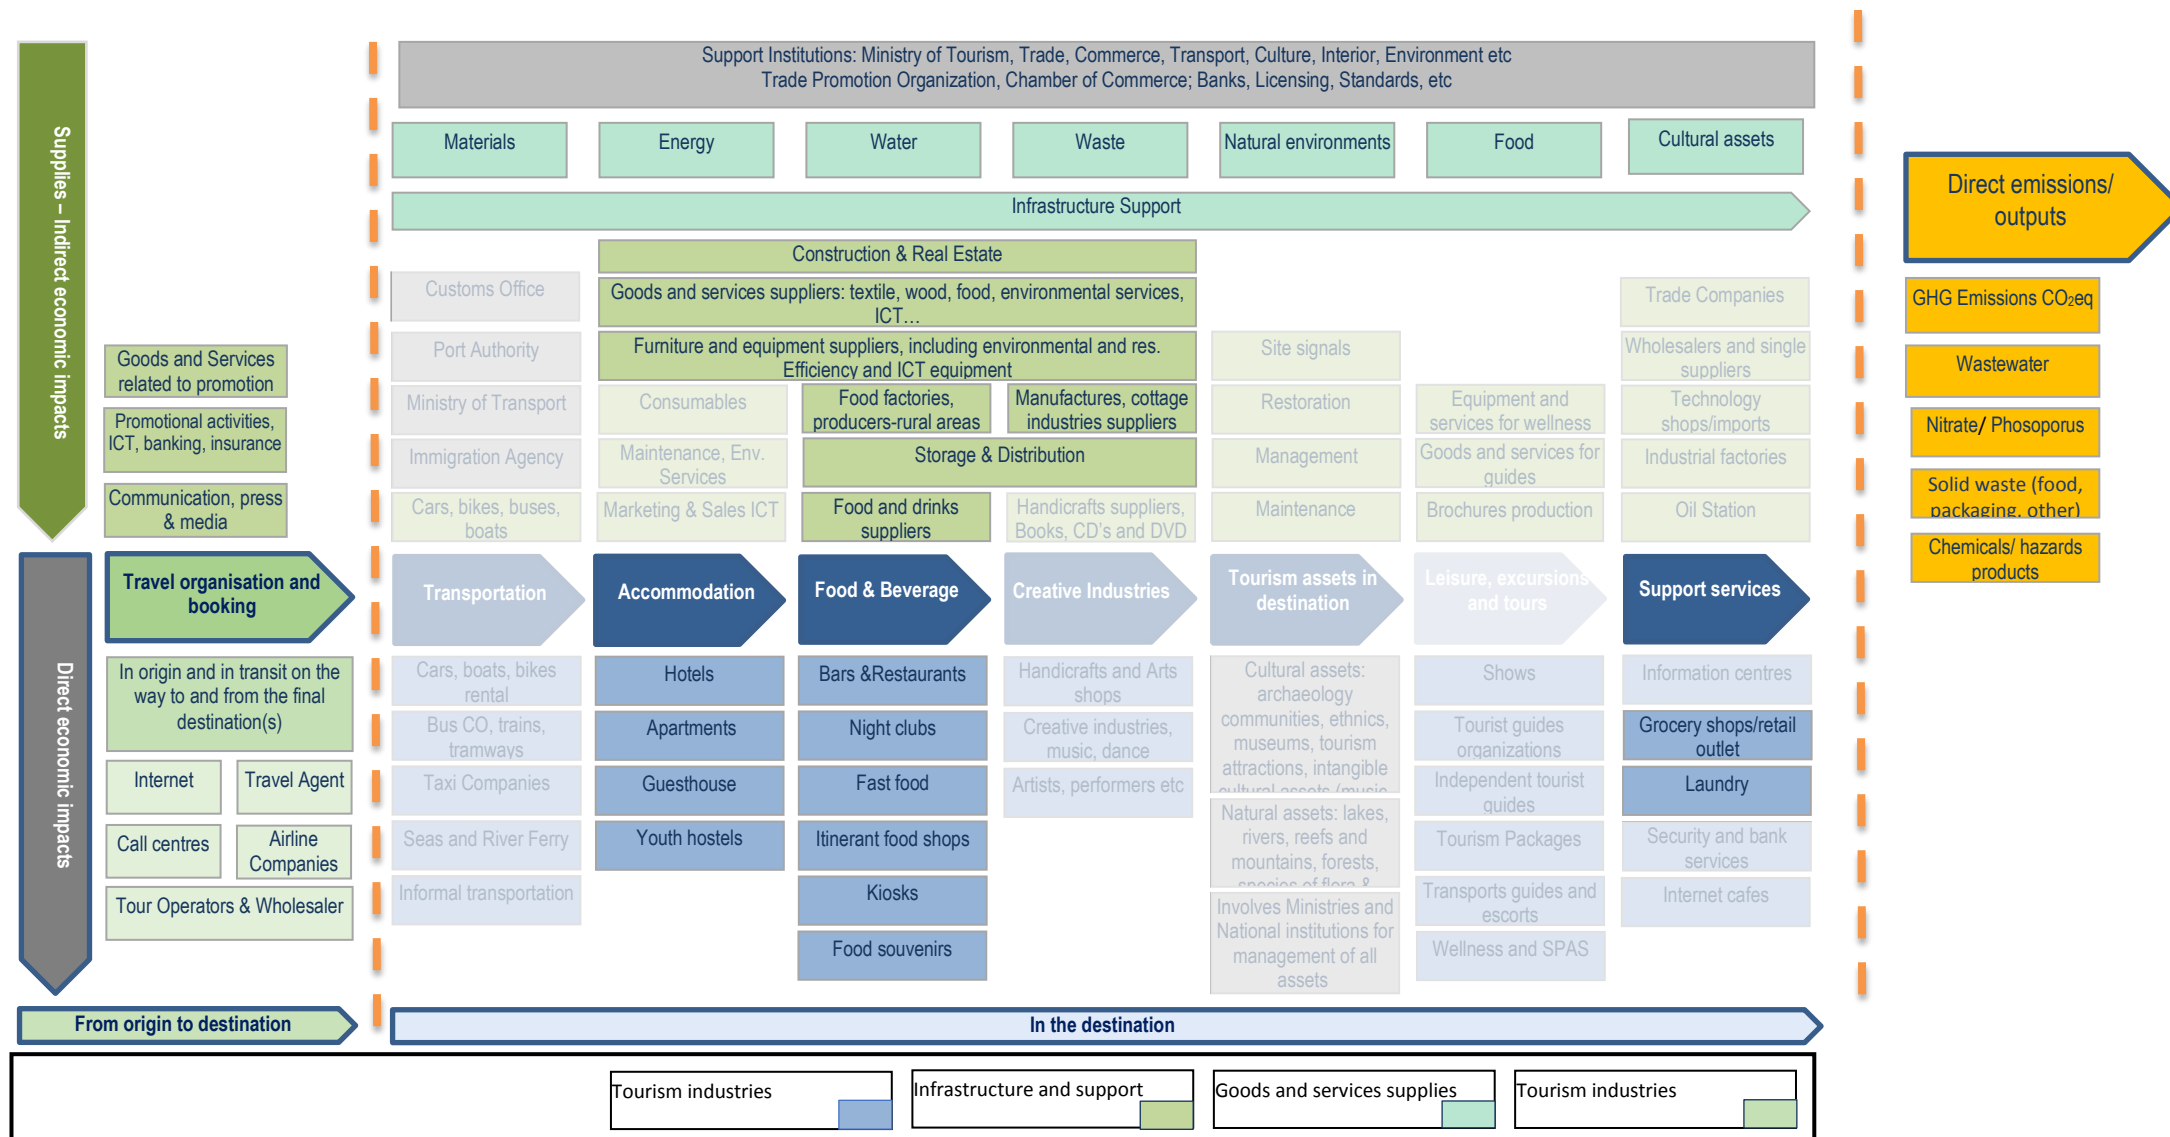 Support Institutions: Ministry of Tourism, Trade, Commerce, Transport, Culture, Interior, Environment etc
Trade Promotion Organization, Chamber of Commerce; Banks, Licensing, Standards, etc
Supplies – Indirect economic impacts
Materials
Energy
Water
Waste
Natural environments
Food
Cultural assets
Infrastructure Support
Direct emissions/
outputs
Construction & Real Estate
Customs Office
Goods and services suppliers: textile, wood, food, environmental services,
ICT…
Trade Companies
GHG Emissions CO₂eq
Goods and Services
related to promotion
Port Authority
Furniture and equipment suppliers, including environmental and res.
Efficiency and ICT equipment
Site signals
Wholesalers and single
suppliers
Wastewater
Ministry of Transport
Consumables
Food factories,
producers-rural areas
Manufactures, cottage
industries suppliers
Restoration
Equipment and
services for wellness
Technology
shops/imports
Promotional activities,
ICT, banking, insurance
Nitrate/ Phosoporus
Immigration Agency
Maintenance, Env.
Services
Storage & Distribution
Management
Goods and services for
guides
Industrial factories
Communication, press
& media
Cars, bikes, buses,
boats
Marketing & Sales ICT
Food and drinks
suppliers
Handicrafts suppliers,
Books, CD's and DVD
Maintenance
Brochures production
Oil Station
Solid waste (food,
packaging, other)
Chemicals/ hazards
products
Travel organisation and
booking
Transportation
Accommodation
Food & Beverage
Creative Industries
Tourism assets in
destination
Leisure, excursions
and tours
Support services
Direct economic impacts
In origin and in transit on the
way to and from the final
destination(s)
Internet
Travel Agent
Call centres
Airline
Companies
Tour Operators & Wholesaler
Cars, boats, bikes
rental
Bus CO, trains,
tramways
Taxi Companies
Seas and River Ferry
Informal transportation
Hotels
Apartments
Guesthouse
Youth hostels
Bars &Restaurants
Night clubs
Fast food
Itinerant food shops
Kiosks
Food souvenirs
Handicrafts and Arts
shops
Creative industries,
music, dance
Artists, performers etc
Cultural assets:
archaeology
communities, ethnics,
museums, tourism
attractions, intangible
cultural assets (music
Natural assets: lakes,
rivers, reefs and
mountains, forests,
species of flora &
Involves Ministries and
National institutions for
management of all
assets
Shows
Tourist guides
organizations
Independent tourist
guides
Tourism Packages
Transports guides and
escorts
Wellness and SPAS
Information centres
Grocery shops/retail
outlet
Laundry
Security and bank
services
Internet cafes
From origin to destination
In the destination
Tourism industries
Infrastructure and support
Goods and services supplies
Tourism industries